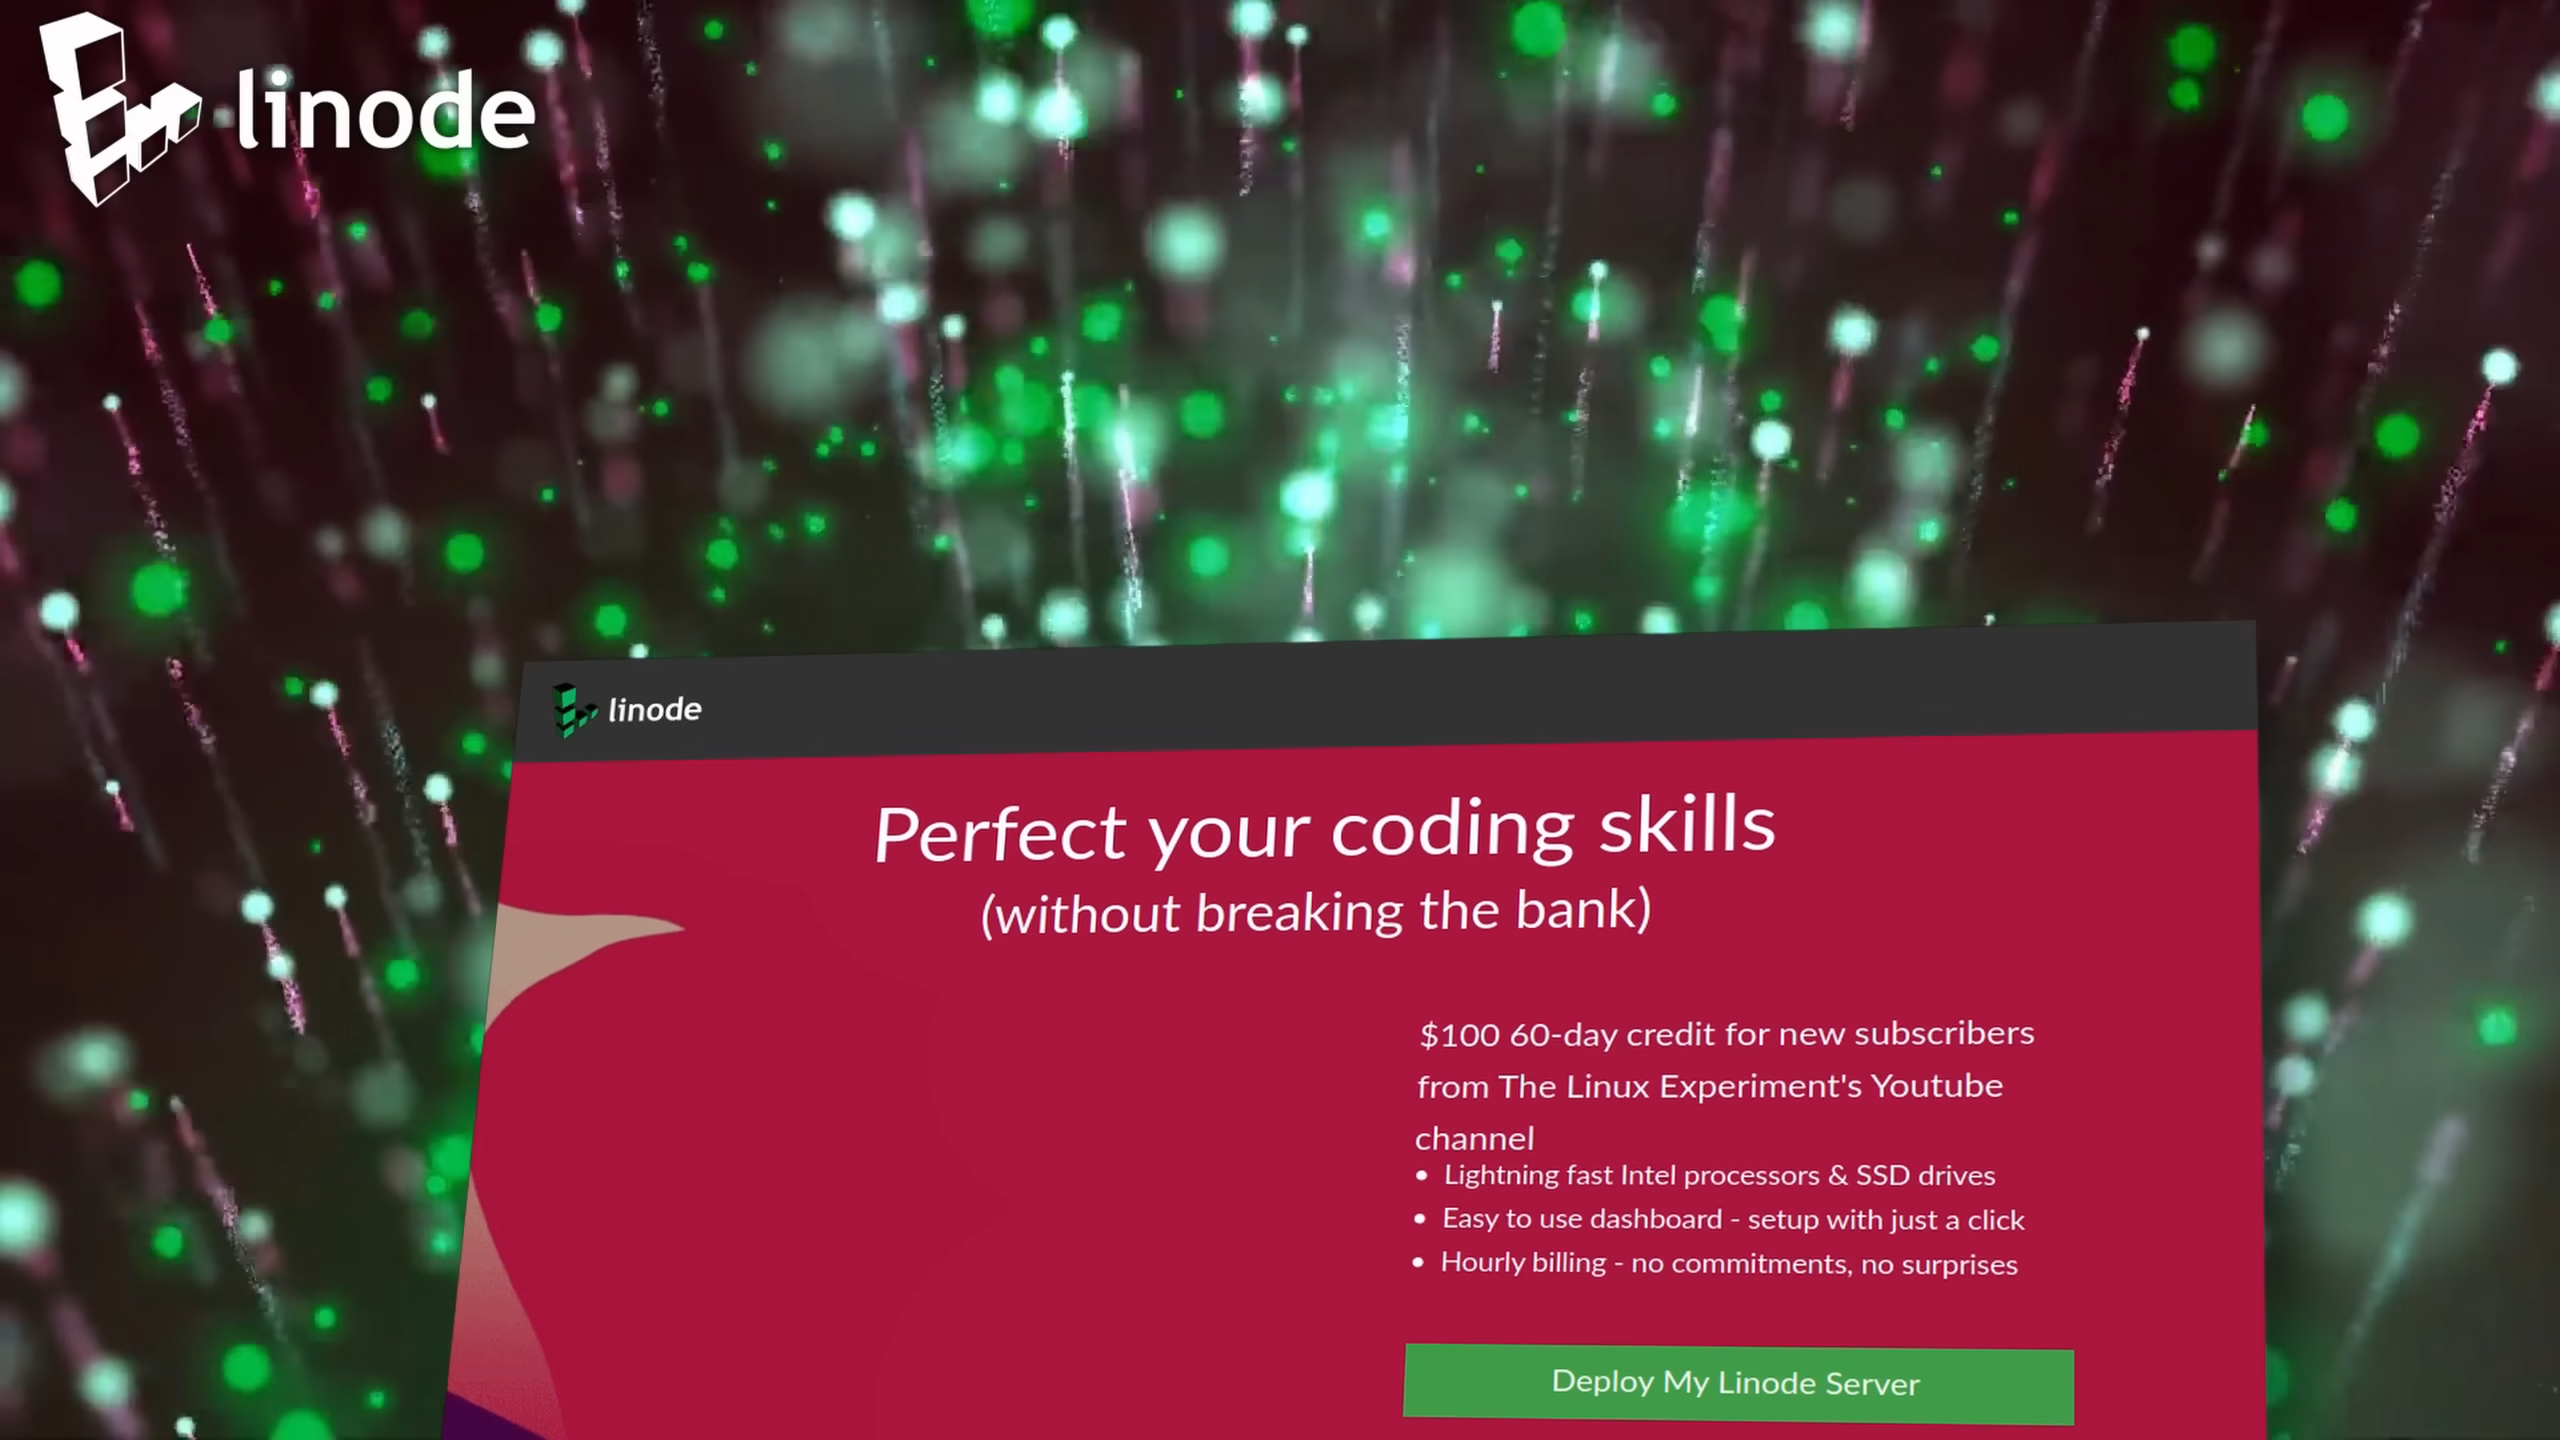 linode
linode
Perfect your coding skills
(without breaking the bank)
$100 60-day credit for new subscribers
from The Linux Experiment's Youtube
channel
• Lightning fast Intel processors & SSD drives
• Easy to use dashboard - setup with just a click
• Hourly billing - no commitments, no surprises
Deploy My Linode Server